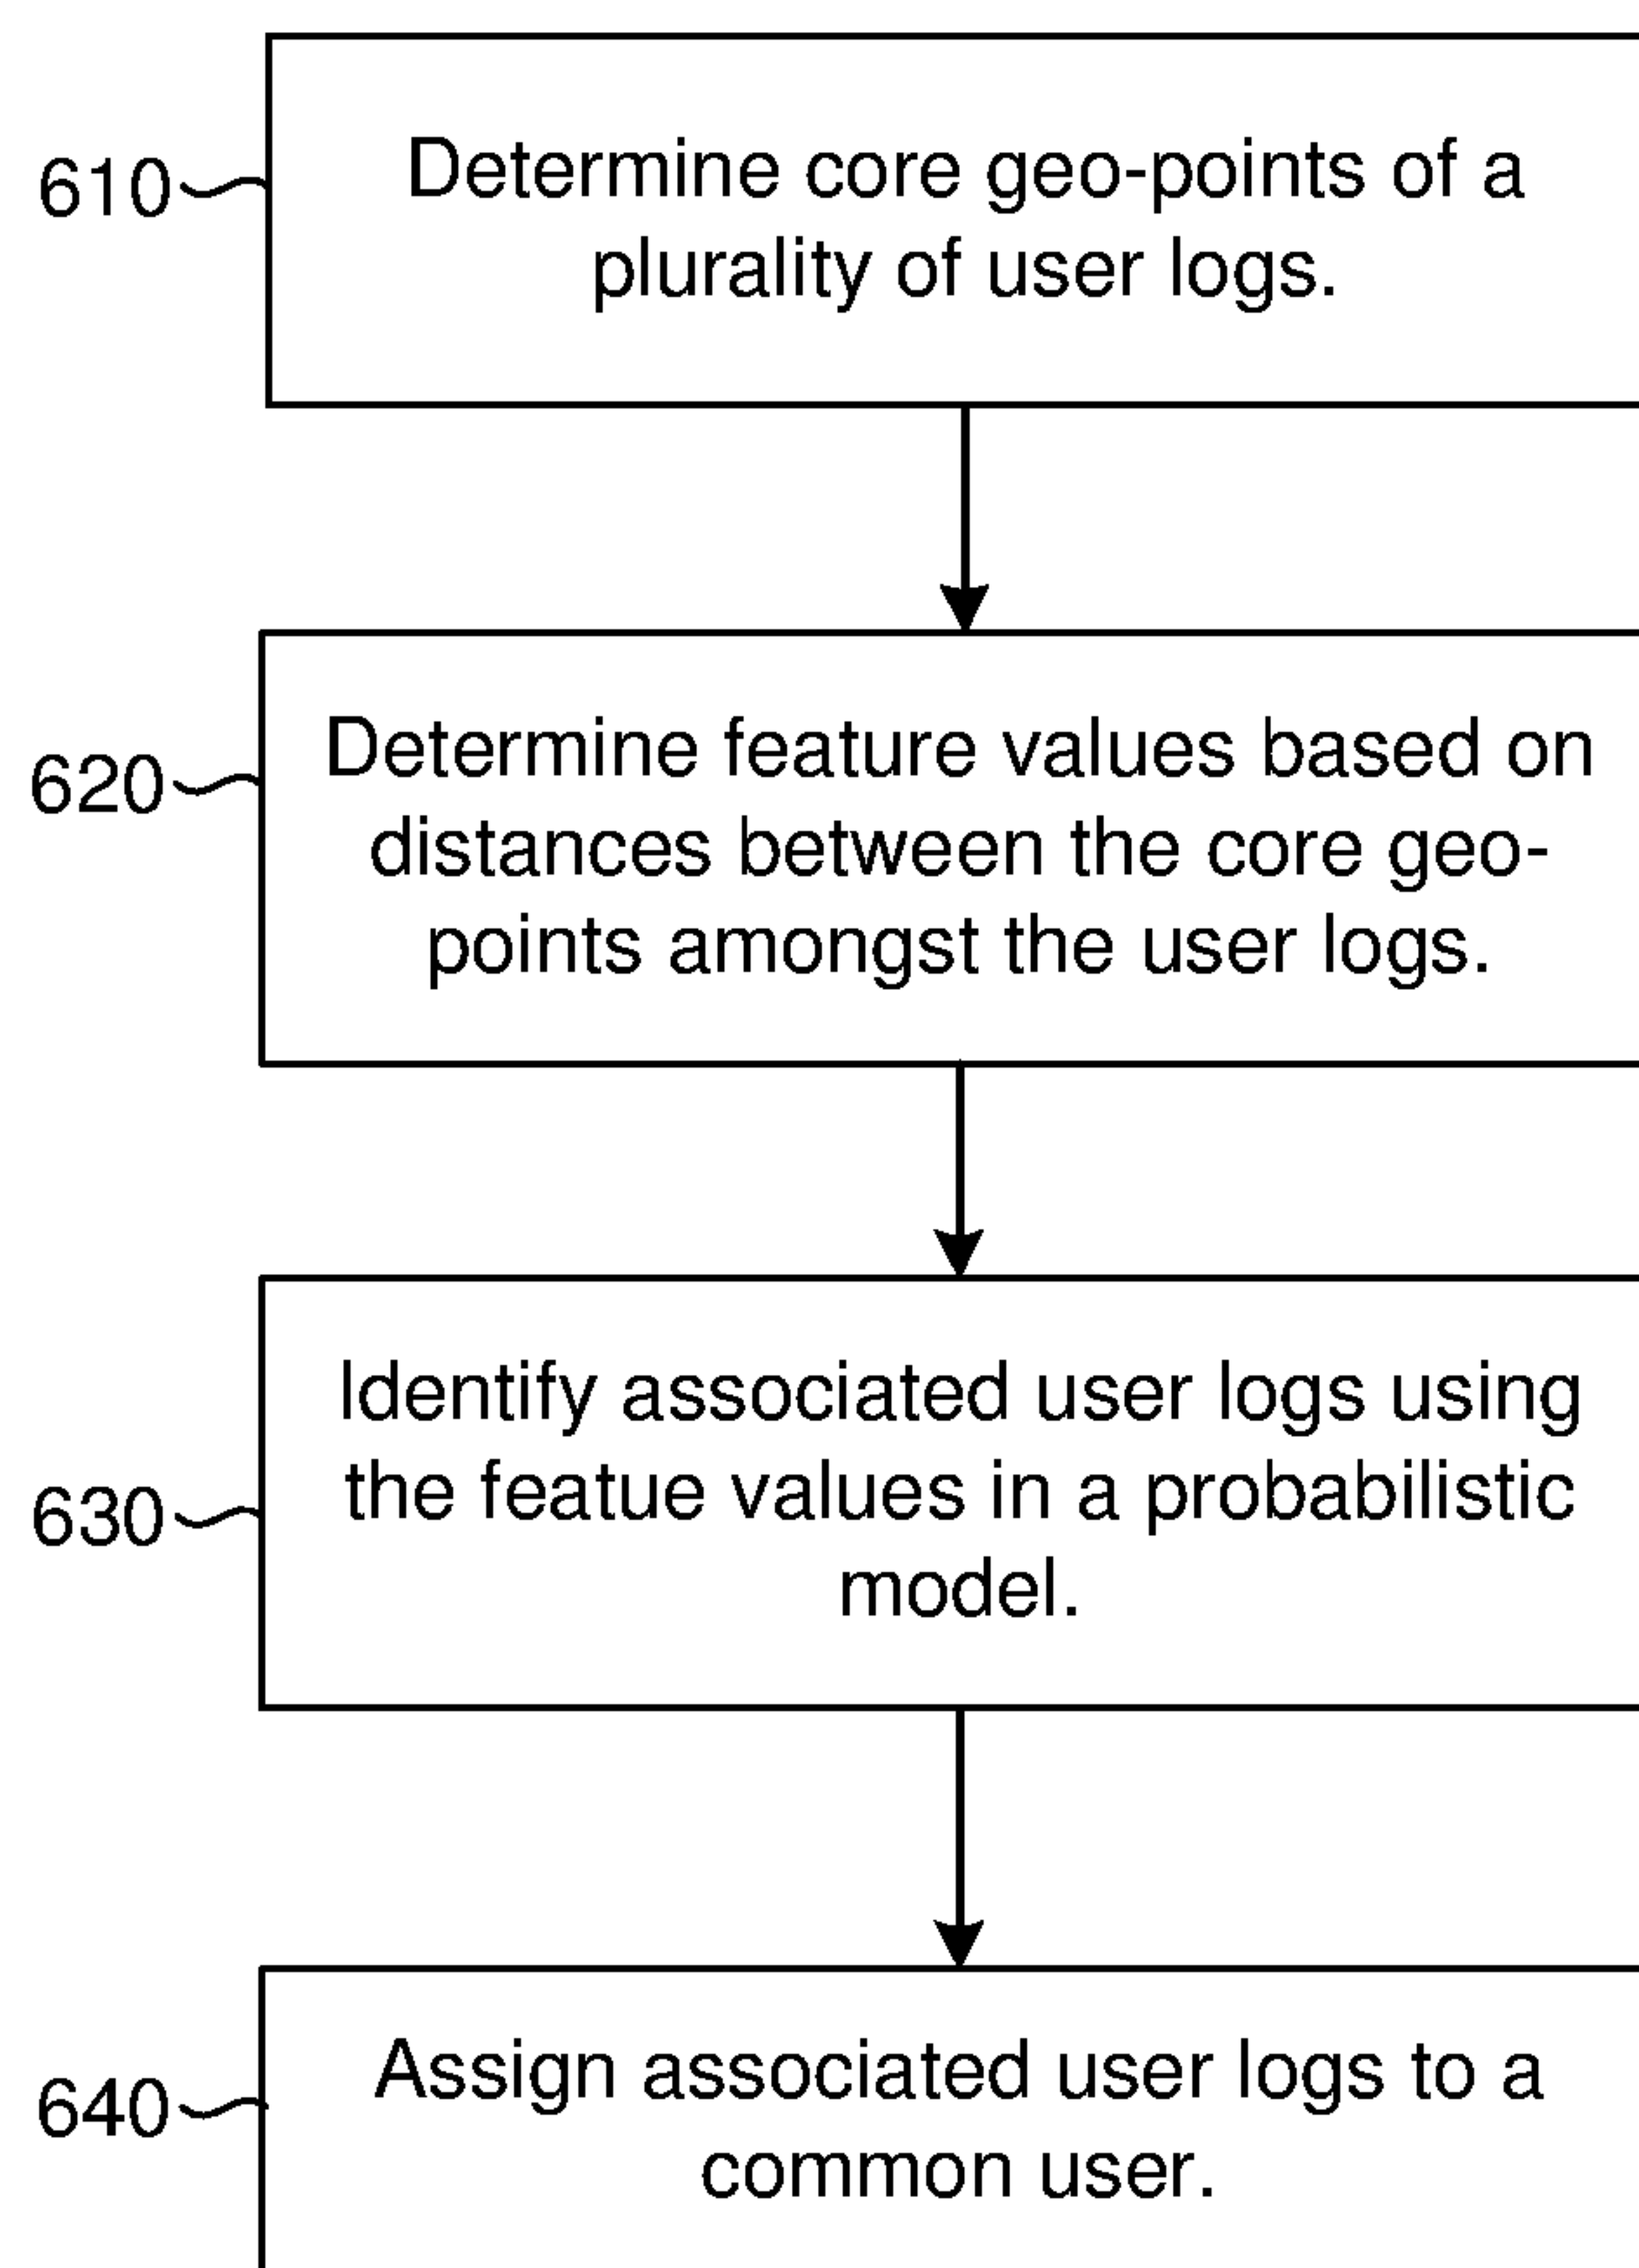 610
Determine core geo-points of a
plurality of user logs.
620
Determine feature values based on
distances between the core geo-
points amongst the user logs.
630
Identify associated user logs using
the featue values in a probabilistic
model.
640
Assign associated user logs to a
common user.